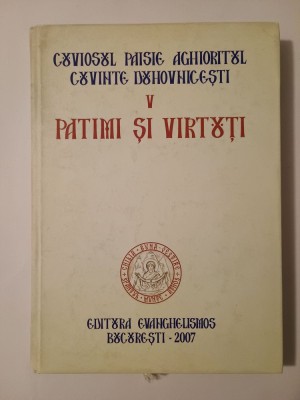 CUVIOSUL PAISIE AGHIORITUL
CUVINTE DUHOVNICEȘTI
V
PATIMI ȘI VIRTUȚI
EDITURA EVANGHELISMOS
BUCUREȘTI - 2007